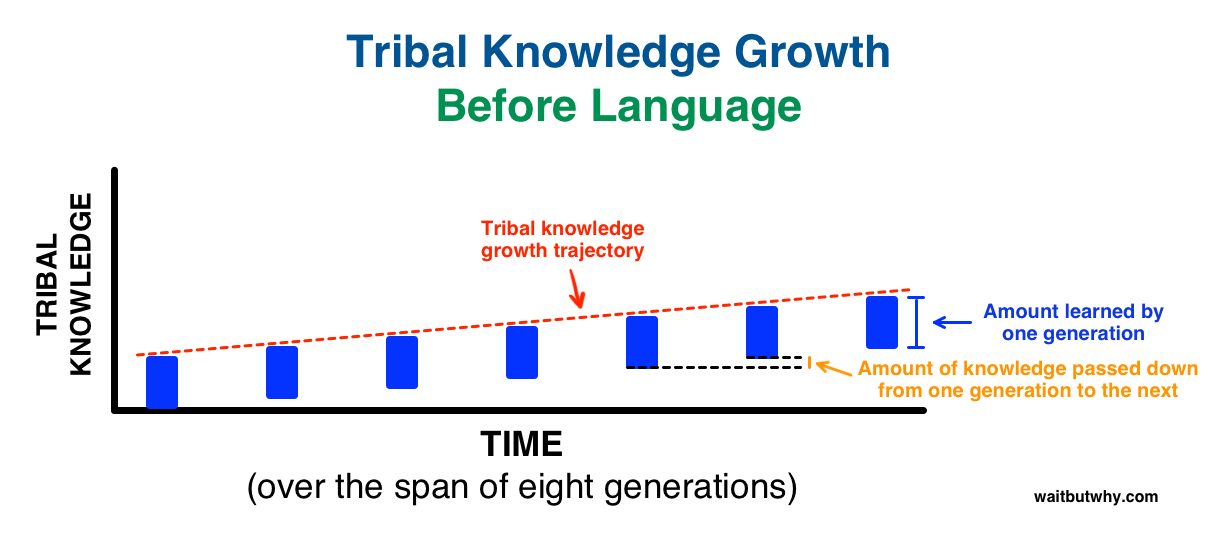 Tribal Knowledge Growth
Before Language
TRIBAL
KNOWLEDGE
Tribal knowledge
growth trajectory
Amount learned by
one generation
Amount of knowledge passed down
from one generation to the next
TIME
(over the span of eight generations)
waitbutwhy.com